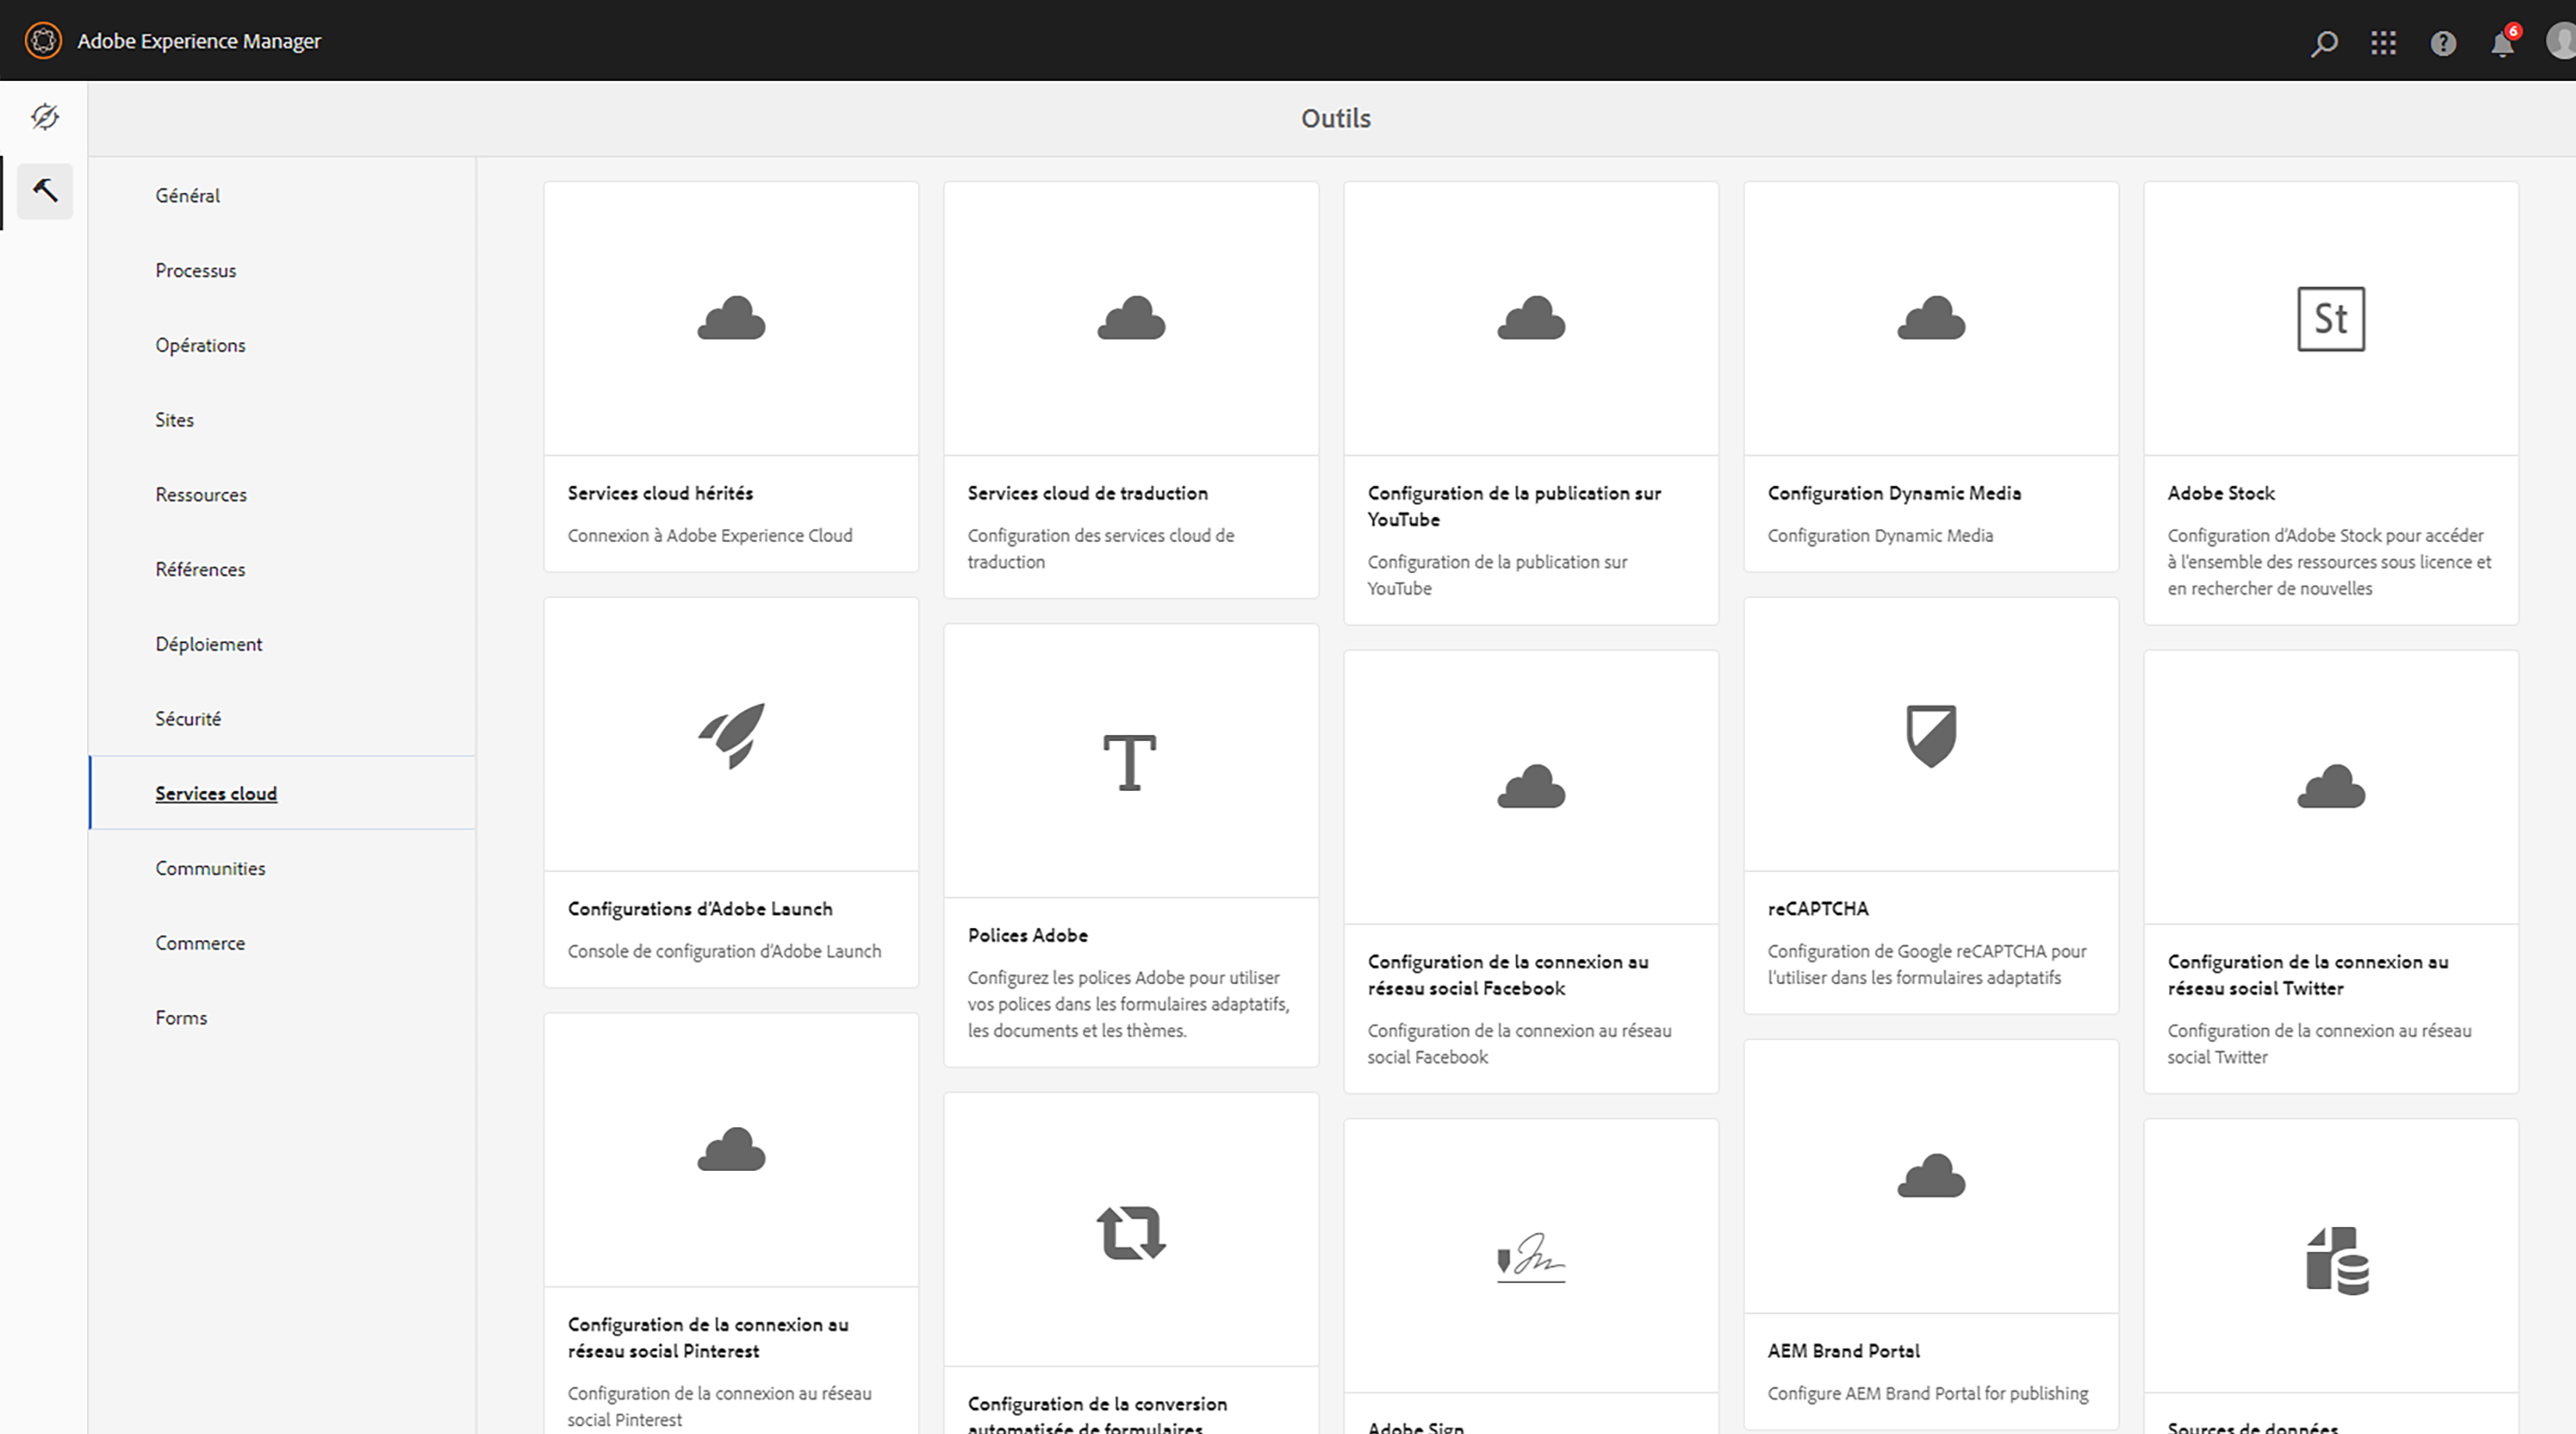 Adobe Experience Manager
6
Outils
Général
Processus
Opérations
Sites
Ressources
Références
Déploiement
Sécurité
Services cloud
Communities
Commerce
Forms
Services cloud hérités
Connexion à Adobe Experience Cloud
Services cloud de traduction
Configuration des services cloud de
traduction
Configuration de la publication sur
YouTube
Configuration de la publication sur
YouTube
Configuration Dynamic Media
Configuration Dynamic Media
St
Adobe Stock
Configuration d’Adobe Stock pour accéder
à l’ensemble des ressources sous licence et
en rechercher de nouvelles
Configurations d’Adobe Launch
Console de configuration d’Adobe Launch
Polices Adobe
Configurez les polices Adobe pour utiliser
vos polices dans les formulaires adaptatifs,
les documents et les thèmes.
Configuration de la connexion au
réseau social Facebook
Configuration de la connexion au réseau
social Facebook
reCAPTCHA
Configuration de Google reCAPTCHA pour
l’utiliser dans les formulaires adaptatifs
Configuration de la connexion au
réseau social Twitter
Configuration de la connexion au réseau
social Twitter
Configuration de la connexion au
réseau social Pinterest
Configuration de la connexion au réseau
social Pinterest
Configuration de la conversion
automatisée de formulaires
Adobe Sign
AEM Brand Portal
Configure AEM Brand Portal for publishing
Sources de données